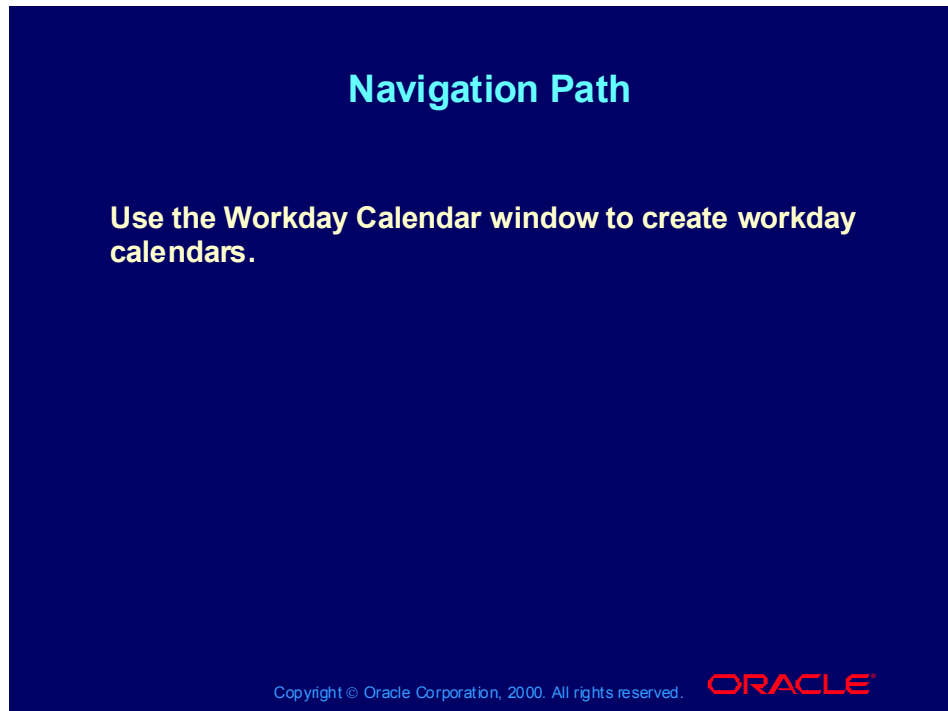 Navigation Path
Use the Workday Calendar window to create workday
calendars.
Copyright © Oracle Corporation, 2000. All rights reserved.
ORACLE®